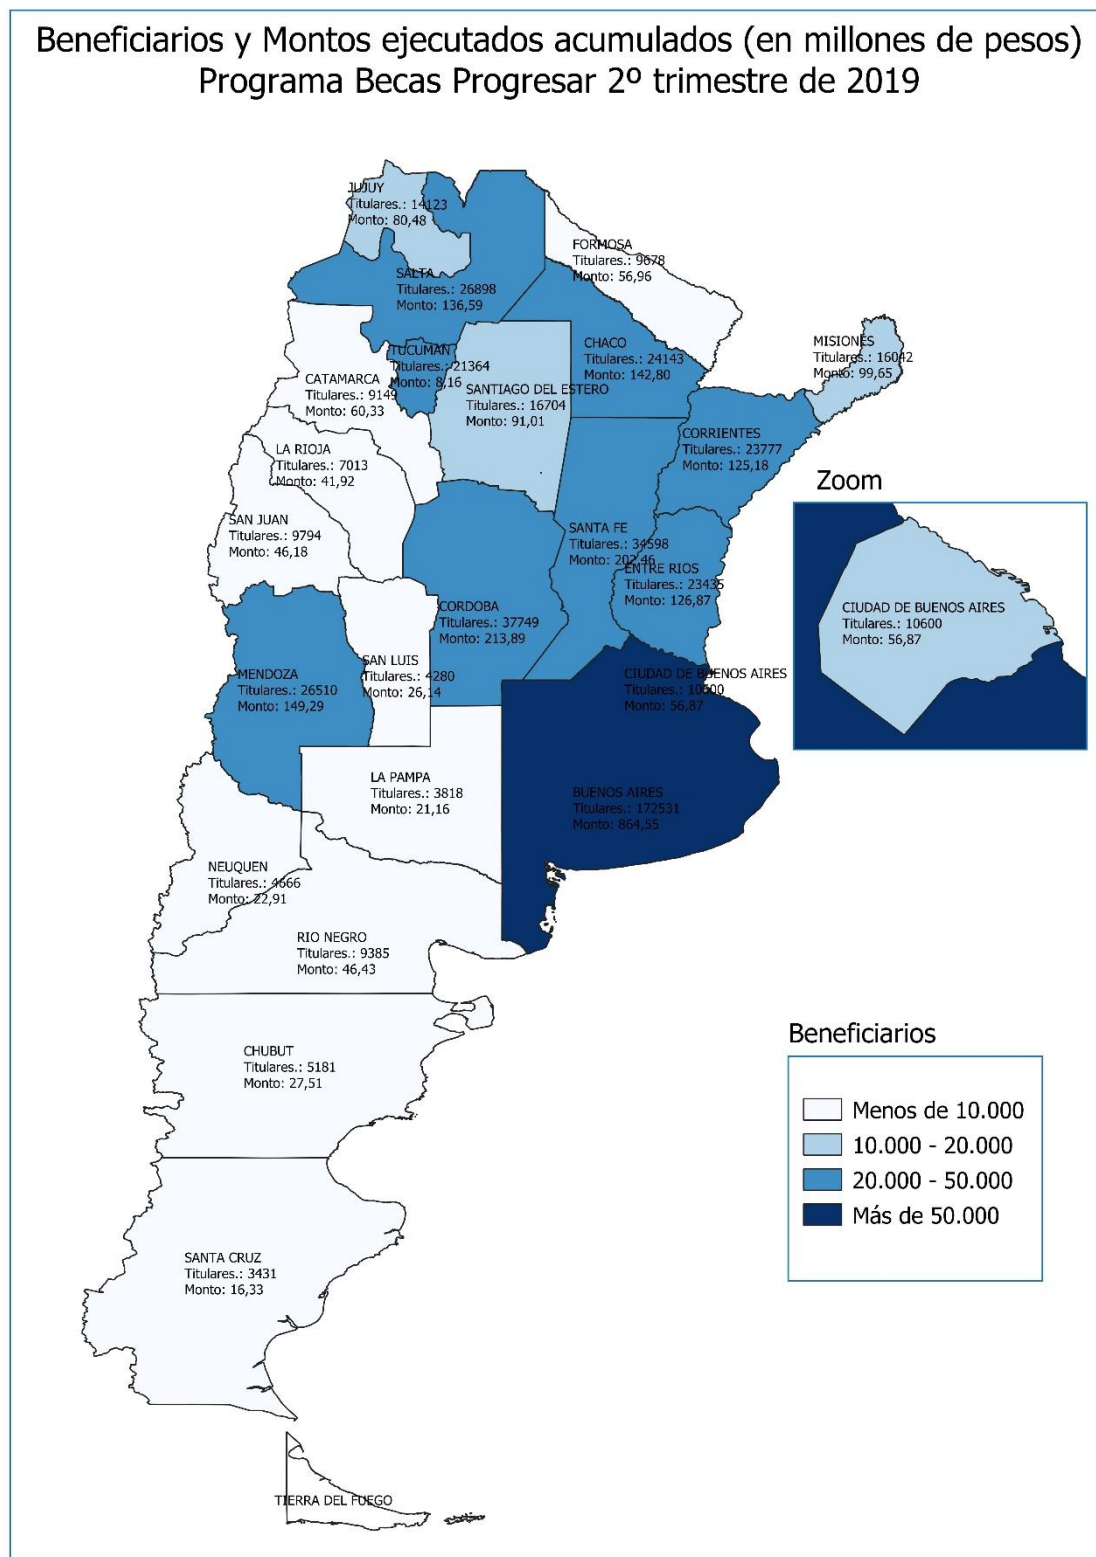 Beneficiarios y Montos ejecutados acumulados (en millones de pesos)
Programa Becas Progresar 2º trimestre de 2019
JUJUY
Titulares.: 14123
Monto: 80,48
FORMOSA
Titulares.: 9678
Monto: 56,96
SALTA
Titulares.: 26898
Monto: 136,59
MISIONES
Titulares.: 16042
Monto: 99,65
CHACO
Titulares.: 24143
Monto: 142,80
TUCUMAN
Titulares.: 21364
Monto: 8,16
CATAMARCA
Titulares.: 9149
Monto: 60,33
SANTIAGO DEL ESTERO
Titulares.: 16704
Monto: 91,01
CORRIENTES
Titulares.: 23777
Monto: 125,18
LA RIOJA
Titulares.: 7013
Monto: 41,92
Zoom
SAN JUAN
Titulares.: 9794
Monto: 46,18
SANTA FE
Titulares.: 34598
Monto: 202,46
ENTRE RIOS
Titulares.: 23435
Monto: 126,87
CIUDAD DE BUENOS AIRES
Titulares.: 10600
Monto: 56,87
CORDOBA
Titulares.: 37749
Monto: 213,89
SAN LUIS
Titulares.: 4280
Monto: 26,14
MENDOZA
Titulares.: 26510
Monto: 149,29
CIUDAD DE BUENOS AIRES
Titulares.: 10600
Monto: 56,87
LA PAMPA
Titulares.: 3818
Monto: 21,16
BUENOS AIRES
Titulares.: 172531
Monto: 864,55
NEUQUEN
Titulares.: 4666
Monto: 22,91
RIO NEGRO
Titulares.: 9385
Monto: 46,43
CHUBUT
Titulares.: 5181
Monto: 27,51
Beneficiarios
Menos de 10.000
10.000 - 20.000
20.000 - 50.000
Más de 50.000
SANTA CRUZ
Titulares.: 3431
Monto: 16,33
TIERRA DEL FUEGO